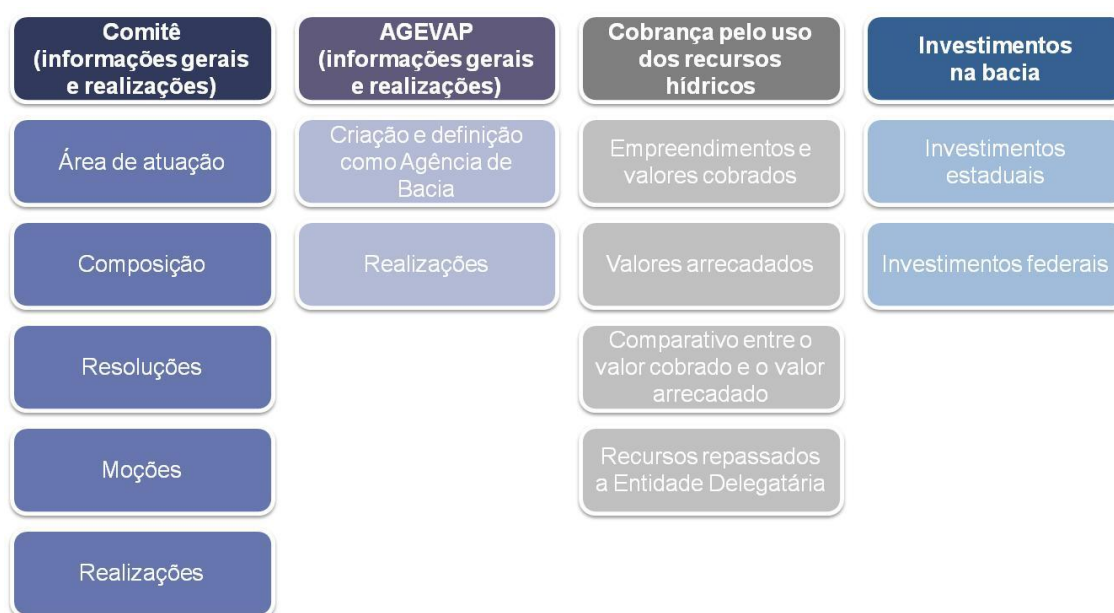 Comitê
(informações gerais
e realizações)
Área de atuação
Composição
Resoluções
Moções
Realizações
AGEVAP
(informações gerais
e realizações)
Criação e definição
como Agência de
Bacia
Realizações
Cobrança pelo uso
dos recursos
hídricos
Empreendimentos e
valores cobrados
Valores arrecadados
Comparativo entre o
valor cobrado e o valor
arrecadado
Recursos repassados
a Entidade Delegatária
Investimentos
na bacia
Investimentos
estaduais
Investimentos federais